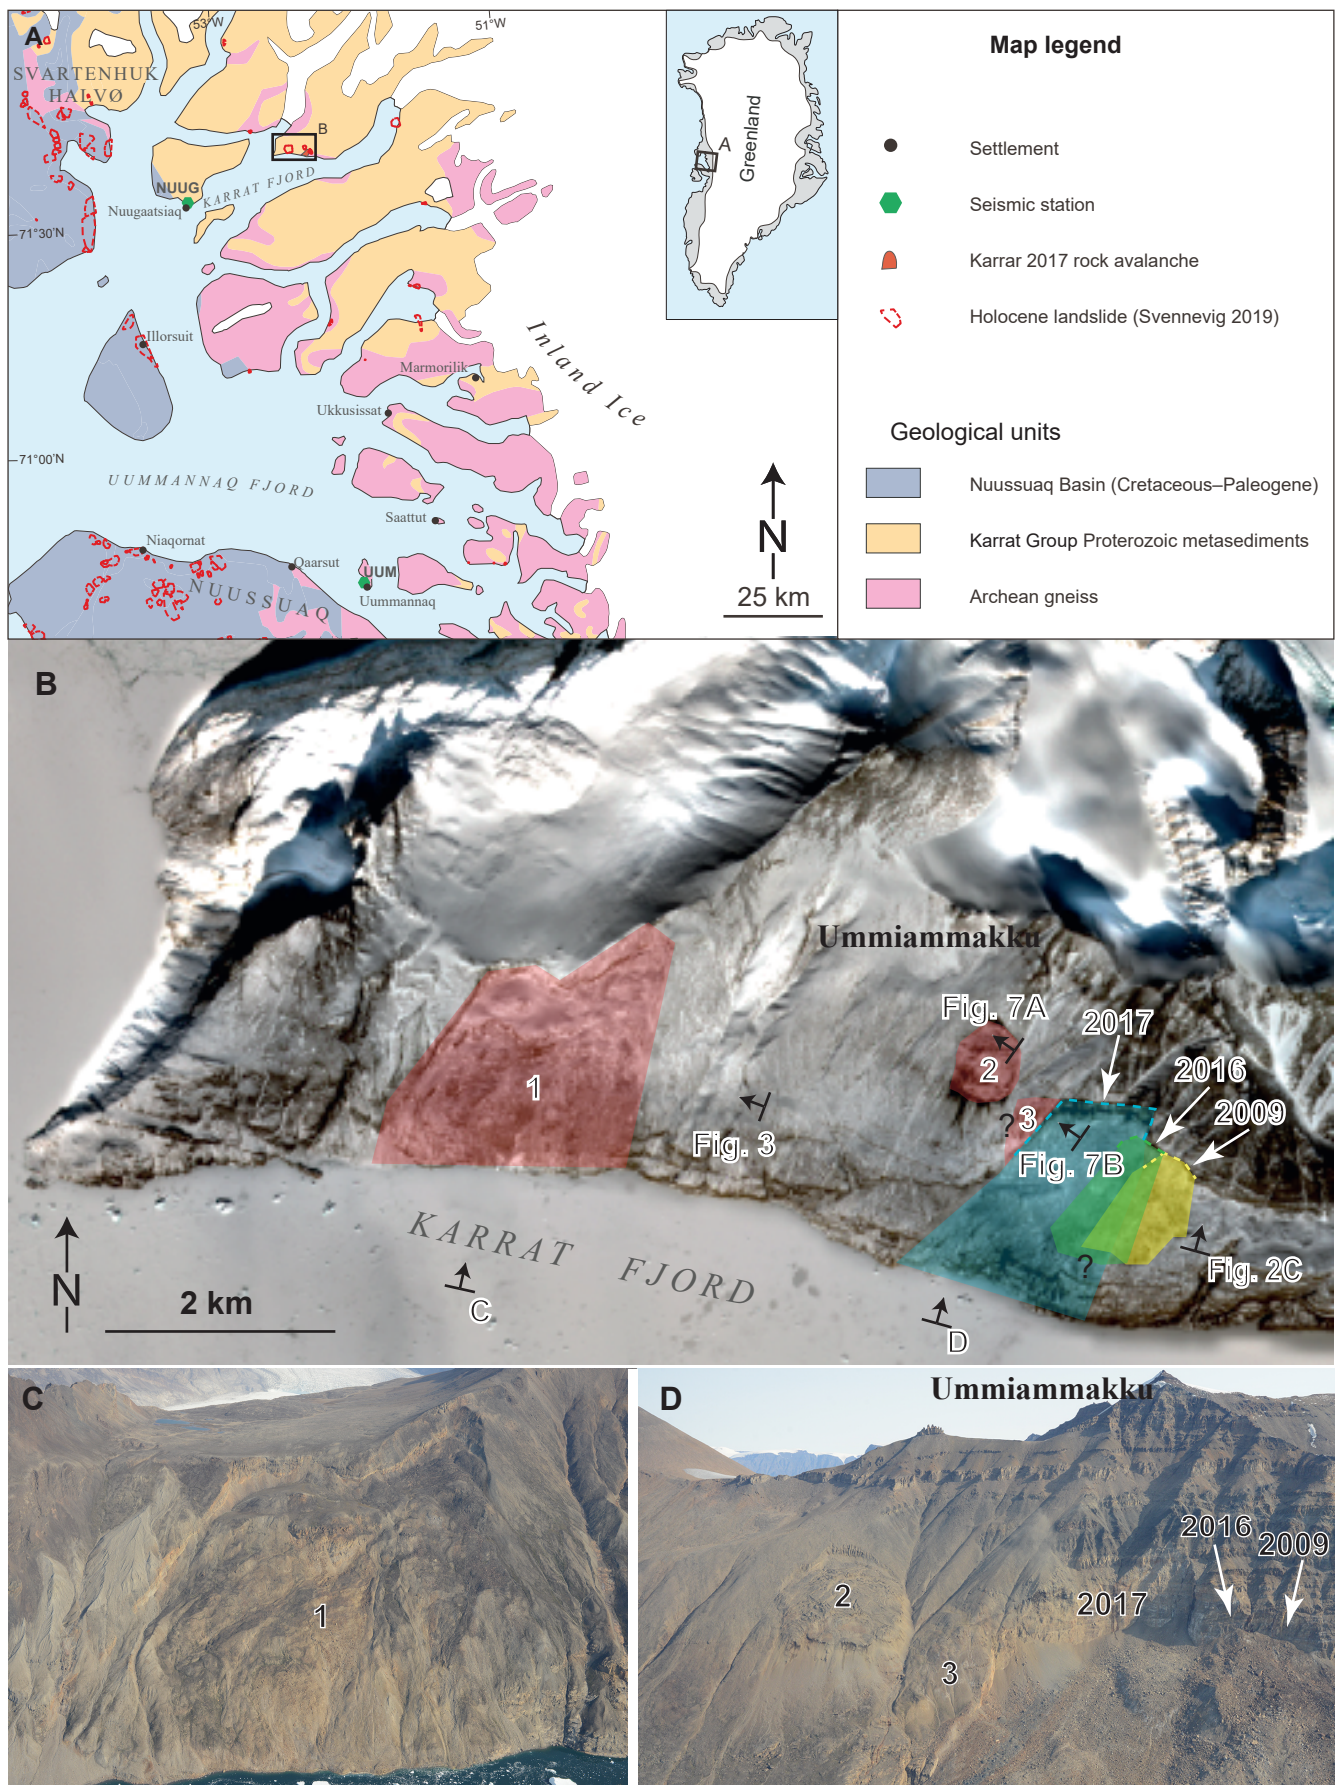 A
53°W
51°W
SVARTENHUK
HALVØ
B
NUUG
KARRAT FJORD
Nuugaatsiaq
71°30'N
Illorsuit
Inland Ice
Marmorilik
Ukkusissat
71°00'N
UUMMANNAQ FJORD
Saattut
Niaqornat
Qaarsut
UUM
NUUSSUAQ
Uummannaq
A
Greenland
N
25 km
Map legend
Settlement
Seismic station
Karrar 2017 rock avalanche
Holocene landslide (Svennevig 2019)
Geological units
Nuussuaq Basin (Cretaceous–Paleogene)
Karrat Group Proterozoic metasediments
Archean gneiss
B
Ummiammakku
Fig. 7A
2017
2
2016
1
2009
? 3
Fig. 3
Fig. 7B
KARRAT FJORD
?
Fig. 2C
N
2 km
C
D
C
1
D
Ummiammakku
2016
2009
2
2017
3